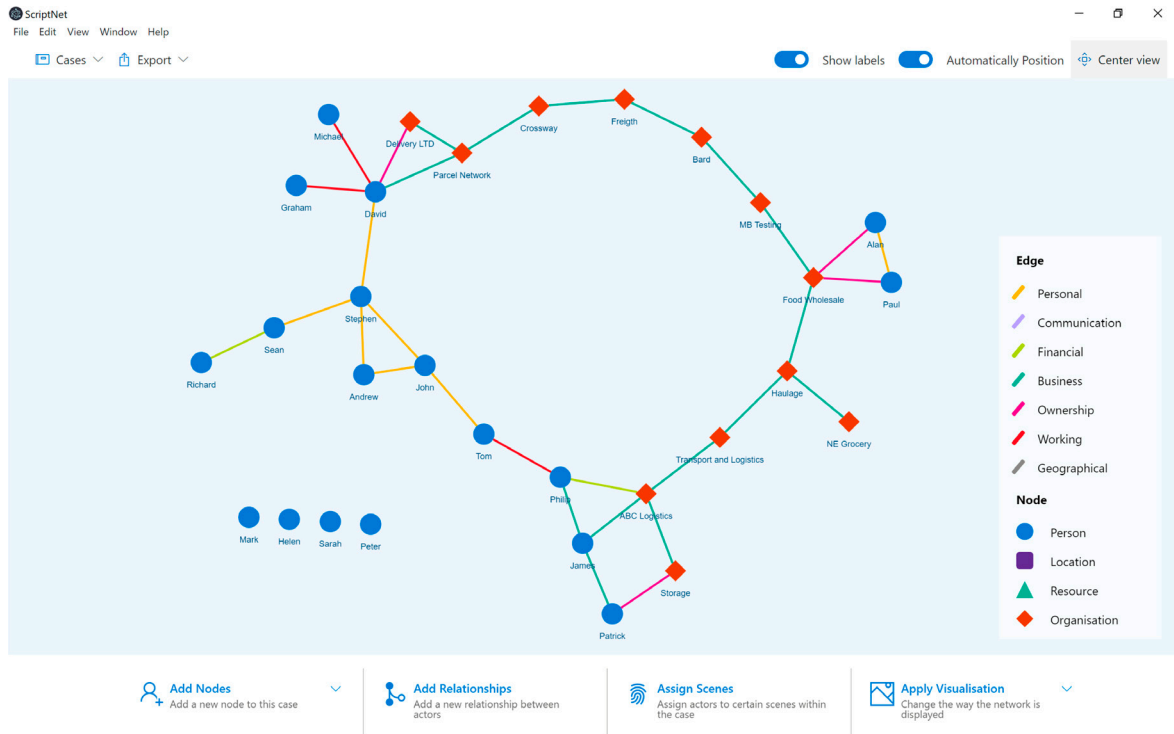 ScriptNet
File Edit View Window Help
Cases Export Show labels Automatically Position Center view
Michael
Delivery LTD
Crossway
Freigth
Bard
Parcel Network
Graham
David
MB Testing
Alan
Food Wholesale
Paul
Stephen
Sean
Richard
Andrew
John
Haulage
NE Grocery
Tom
Transport and Logistics
Philip
ABC Logistics
Mark
Helen
Sarah
Peter
James
Storage
Patrick
Edge
Personal
Communication
Financial
Business
Ownership
Working
Geographical
Node
Person
Location
Resource
Organisation
Add Nodes
Add a new node to this case
Add Relationships
Add a new relationship between
actors
Assign Scenes
Assign actors to certain scenes within
the case
Apply Visualisation
Change the way the network is
displayed